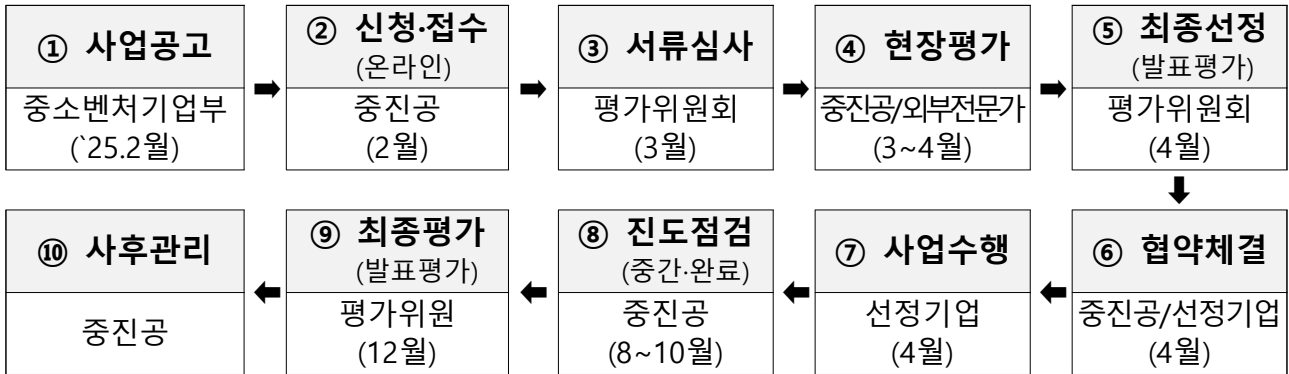 ① 사업공고
중소벤처기업부
(`25.2월)
② 신청·접수
(온라인)
중진공
(2월)
③ 서류심사
평가위원회
(3월)
④ 현장평가
중진공/외부전문가
(3~4월)
⑤ 최종선정
(발표평가)
평가위원회
(4월)
⑥ 협약체결
중진공/선정기업
(4월)
⑦ 사업수행
선정기업
(4월)
⑧ 진도점검
(중간·완료)
중진공
(8~10월)
⑨ 최종평가
(발표평가)
평가위원
(12월)
⑩ 사후관리
중진공